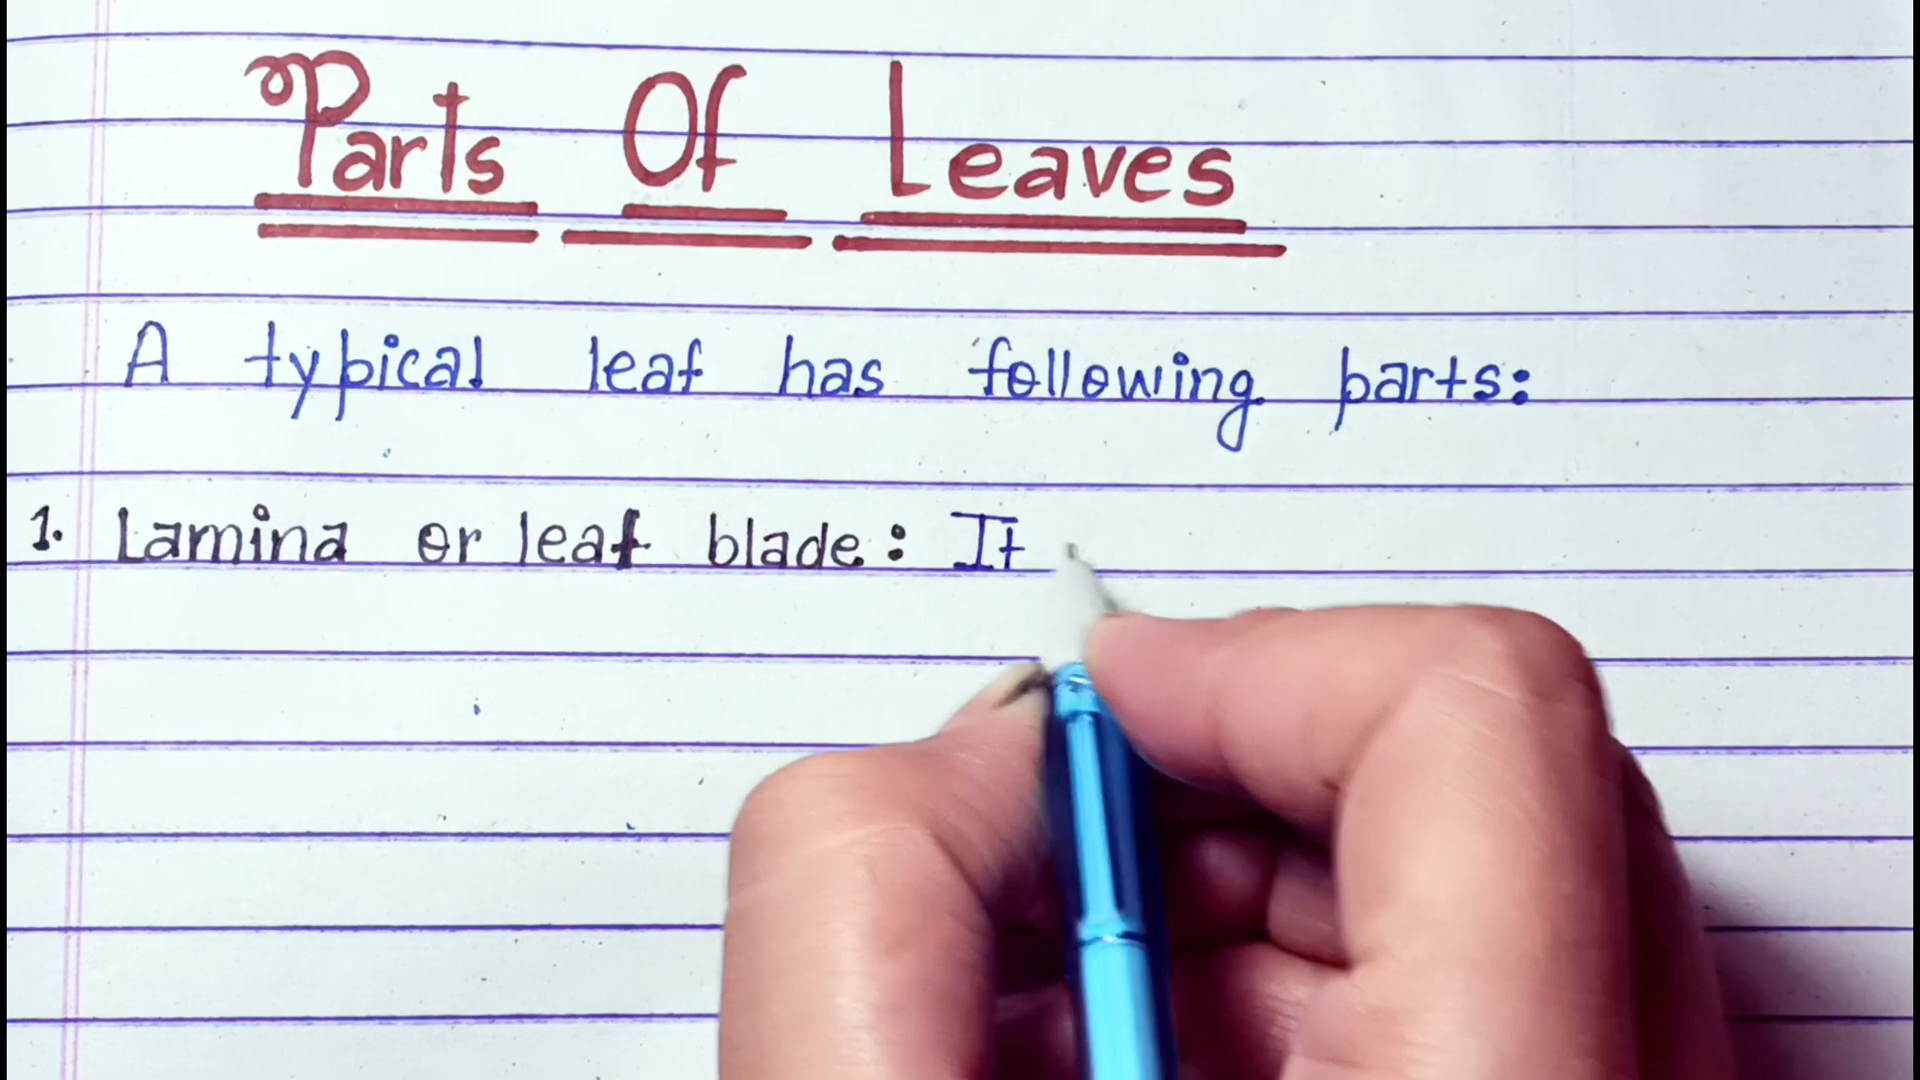 Parts Of Leaves
A typical leaf has following parts:
1. Lamina or leaf blade: It